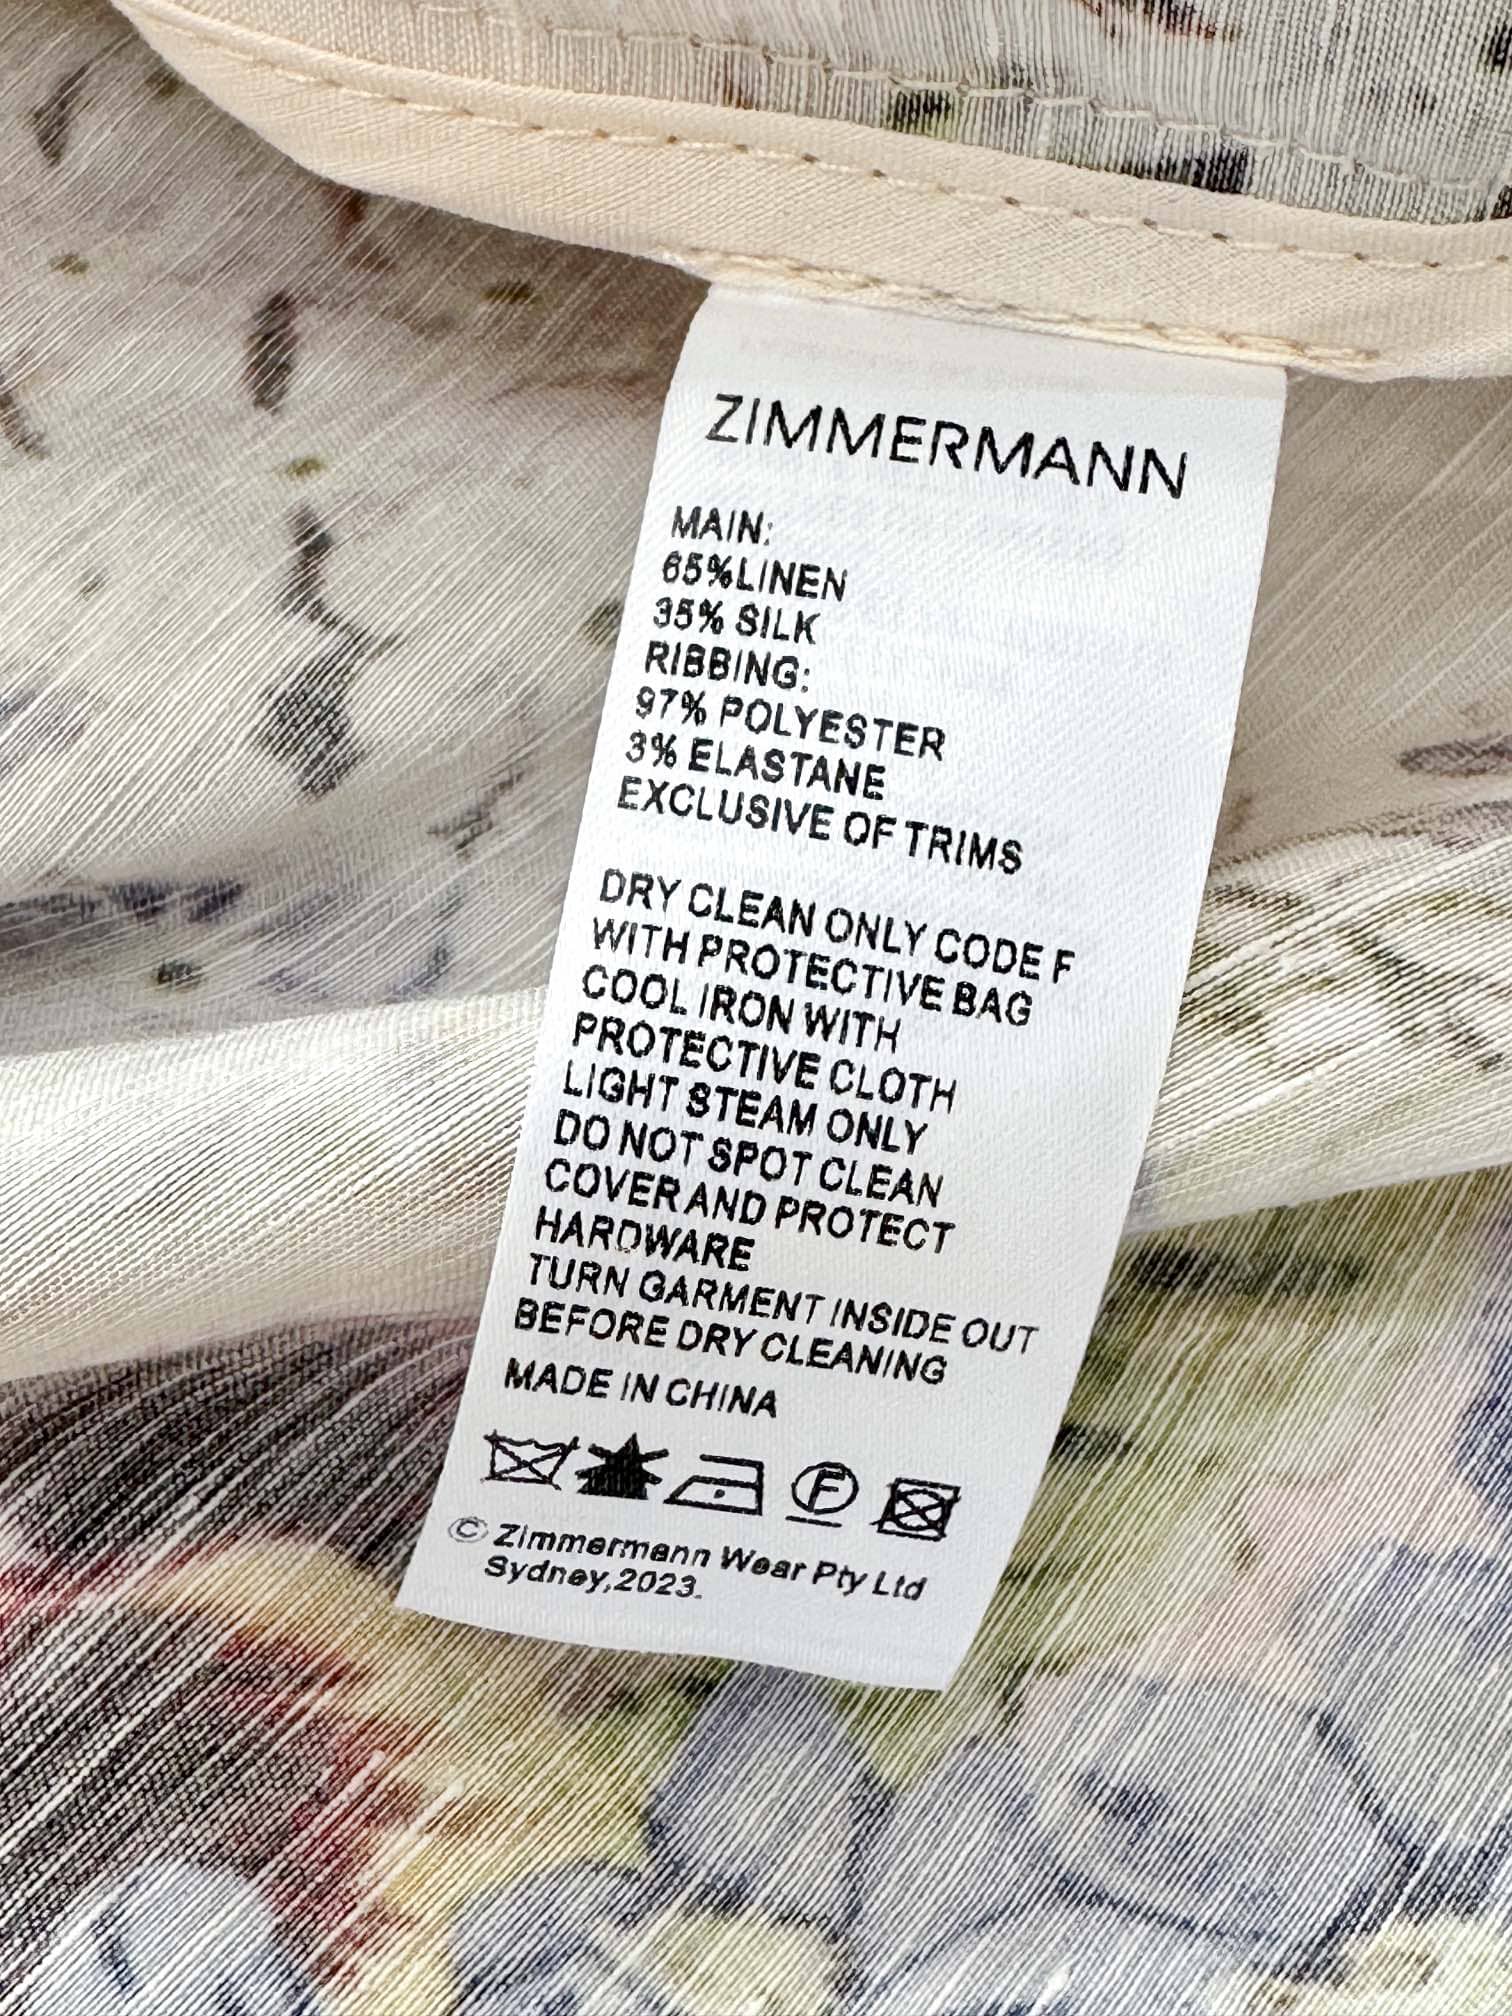 ZIMMERMANN
MAIN:
65%LINEN
35% SILK
RIBBING:
97% POLYESTER
3% ELASTANE
EXCLUSIVE OF TRIMS
DRY CLEAN ONLY CODE F
WITH PROTECTIVE BAG
COOL IRON WITH
PROTECTIVE CLOTH
LIGHT STEAM ONLY
DO NOT SPOT CLEAN
COVER AND PROTECT
HARDWARE
TURN GARMENT INSIDE OUT
BEFORE DRY CLEANING
MADE IN CHINA
F
© Zimmermann Wear Pty Ltd
Sydney,2023.